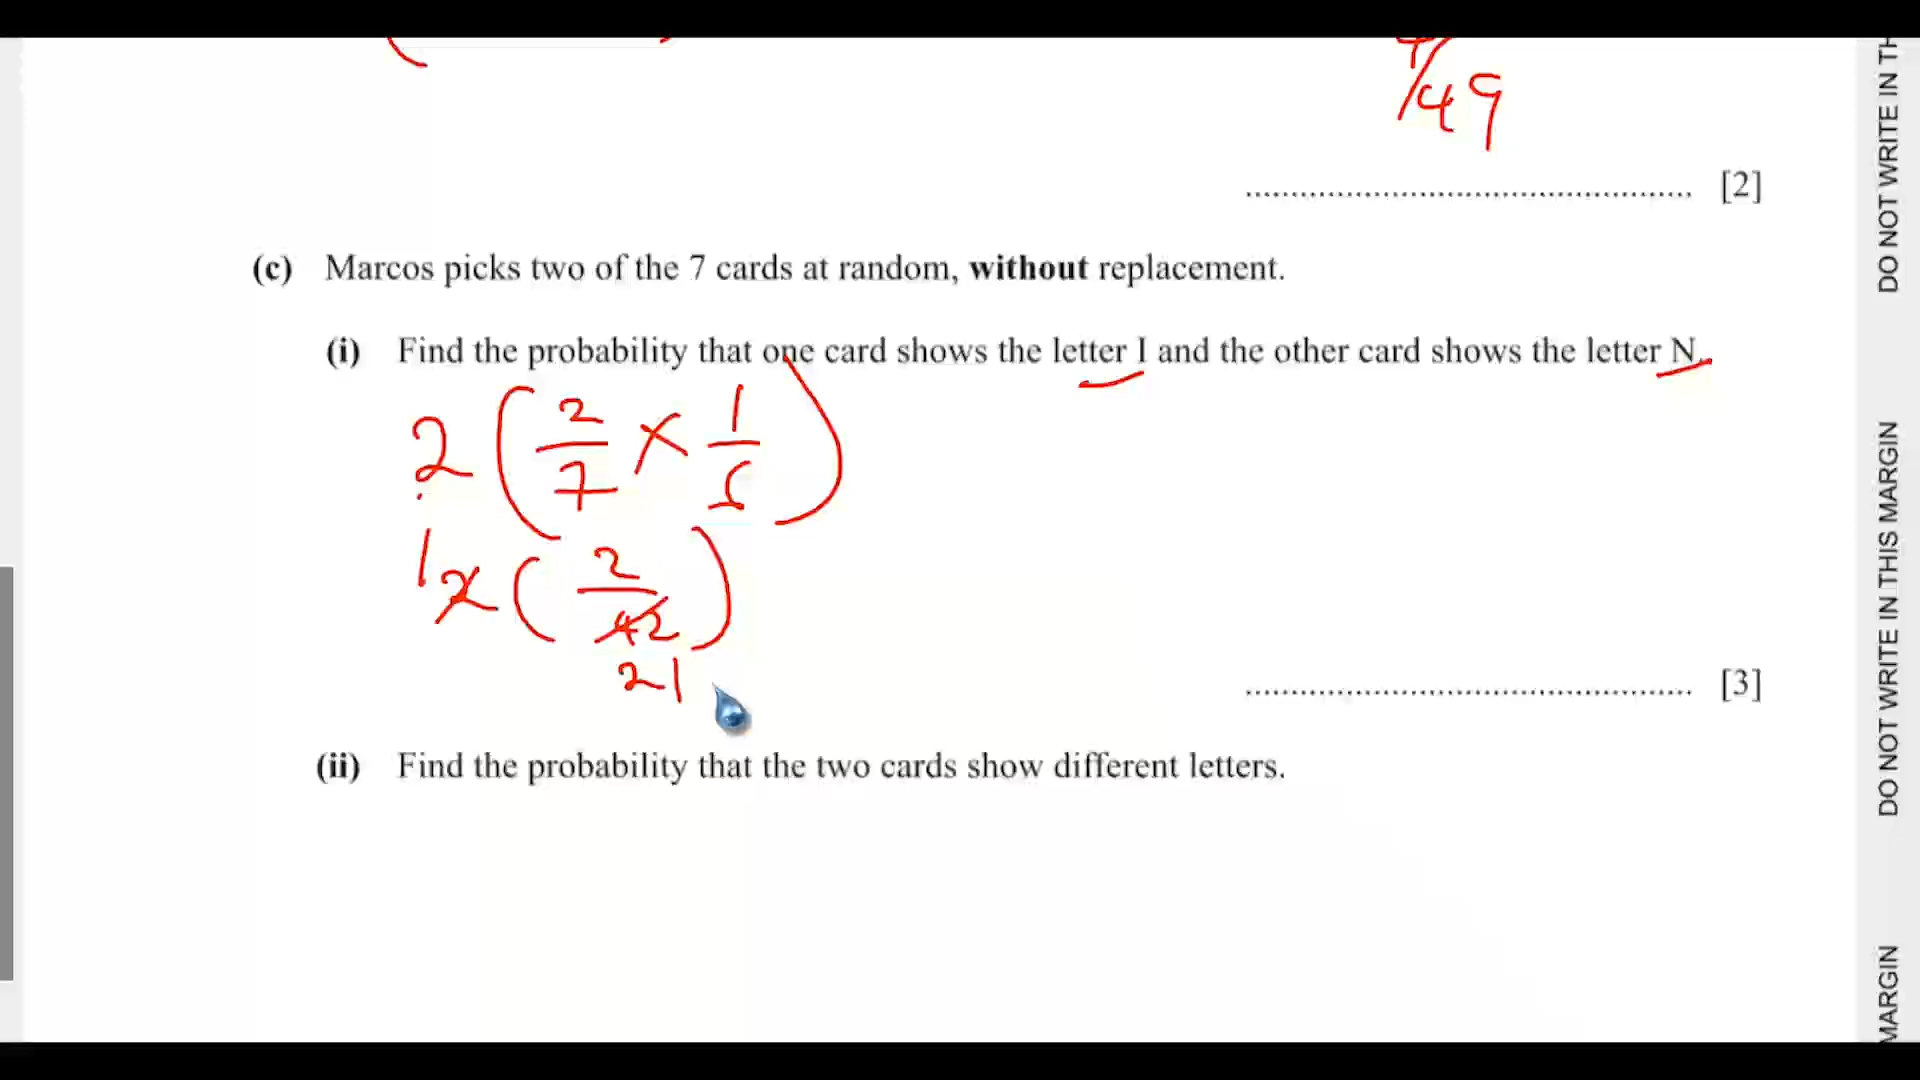 /49
[2]
(c) Marcos picks two of the 7 cards at random, without replacement.
(i) Find the probability that one card shows the letter I and the other card shows the letter N.
2 ( 2/7 × 1/5 )
1 2 ( 2/42 )
21
[3]
(ii) Find the probability that the two cards show different letters.
DO NOT WRITE IN TH
DO NOT WRITE IN THIS MARGIN
MARGIN